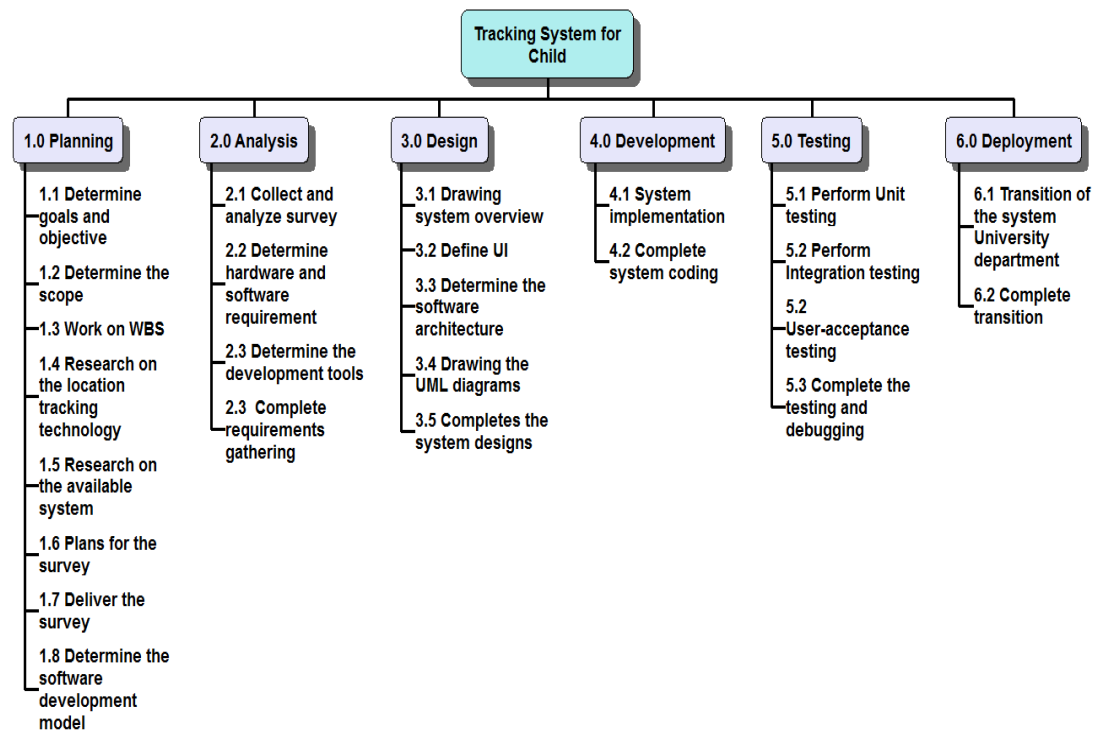 Tracking System for
Child
1.0 Planning
1.1 Determine
goals and
objective
1.2 Determine the
scope
1.3 Work on WBS
1.4 Research on
the location
tracking
technology
1.5 Research on
the available
system
1.6 Plans for the
survey
1.7 Deliver the
survey
1.8 Determine the
software
development
model
2.0 Analysis
2.1 Collect and
analyze survey
2.2 Determine
hardware and
software
requirement
2.3 Determine the
development tools
2.3 Complete
requirements
gathering
3.0 Design
3.1 Drawing
system overview
3.2 Define UI
3.3 Determine the
software
architecture
3.4 Drawing the
UML diagrams
3.5 Completes the
system designs
4.0 Development
4.1 System
implementation
4.2 Complete
system coding
5.0 Testing
5.1 Perform Unit
testing
5.2 Perform
Integration testing
5.2
User-acceptance
testing
5.3 Complete the
testing and
debugging
6.0 Deployment
6.1 Transition of
the system
University
department
6.2 Complete
transition